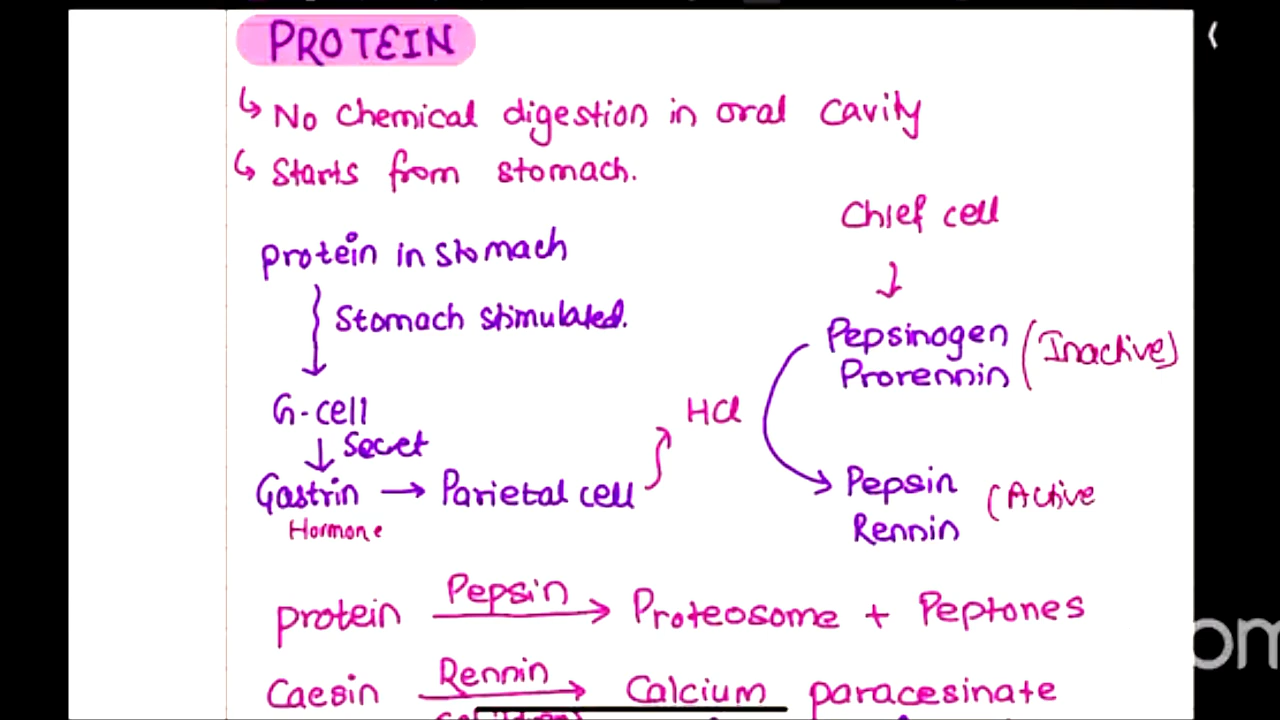 PROTEIN
↳ No chemical digestion in oral cavity
↳ Starts from stomach.
Chief cell
↓
Protein in stomach
↓ Stomach stimulated.
Pepsinogen
Prorennin (Inactive)
G-cell
↓ Secret
HCl
Gastrin → Parietal cell
Hormone
Pepsin
Rennin (Active
protein Pepsin → Proteosome + Peptones
Caesin Rennin → Calcium paracesinate
om